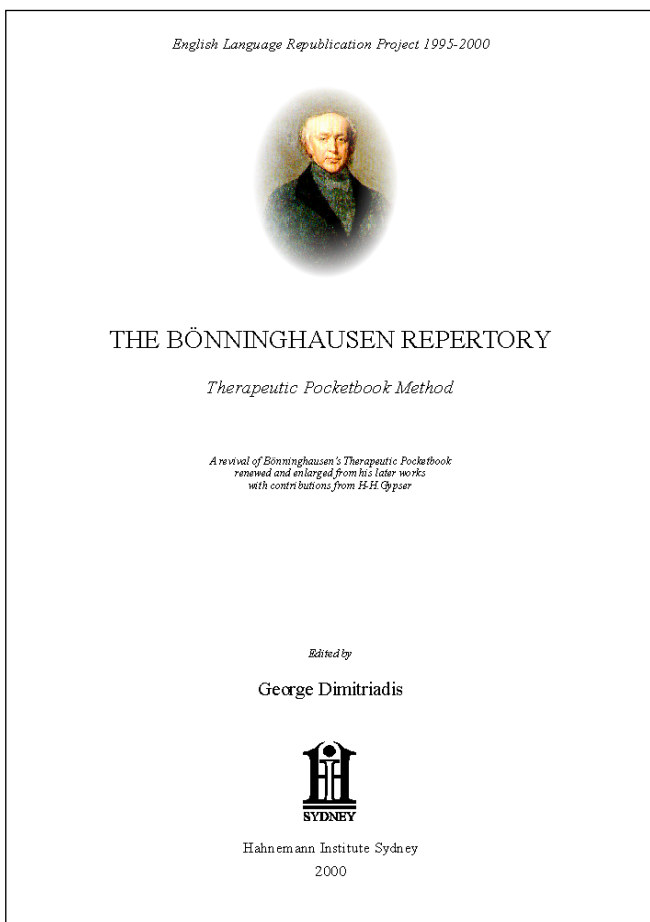 English Language Republication Project 1995-2000
THE BÖNNINGHAUSEN REPERTORY
Therapeutic Pocketbook Method
A revival of Bönninghausen's Therapeutic Pocketbook
renewed and enlarged from his later works
with contributions from H-H. Gypser
Edited by
George Dimitriadis
HI
SYDNEY
Hahnemann Institute Sydney
2000